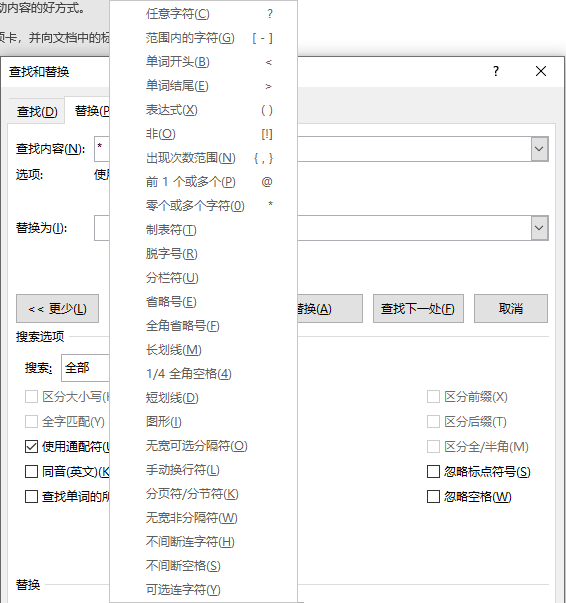 动内容的好方式。
项卡，并向文档中的标
查找和替换
?
查找(D)
替换(P
查找内容(N):
*
选项:
使用
替换为(I):
<< 更少(L)
替换(A)
查找下一处(F)
取消
搜索选项
搜索:
全部
区分大小写(H
全字匹配(Y)
使用通配符(U
同音(英文)(K
查找单词的所
区分前缀(X)
区分后缀(T)
区分全/半角(M)
忽略标点符号(S)
忽略空格(W)
替换
任意字符(C) ?
范围内的字符(G) [ - ]
单词开头(B) <
单词结尾(E) >
表达式(X) ( )
非(O) [!]
出现次数范围(N) { , }
前 1 个或多个(P) @
零个或多个字符(0) *
制表符(T)
脱字号(R)
分栏符(U)
省略号(E)
全角省略号(F)
长划线(M)
1/4 全角空格(4)
短划线(D)
图形(I)
无宽可选分隔符(O)
手动换行符(L)
分页符/分节符(K)
无宽非分隔符(W)
不间断连字符(H)
不间断空格(S)
可选连字符(Y)